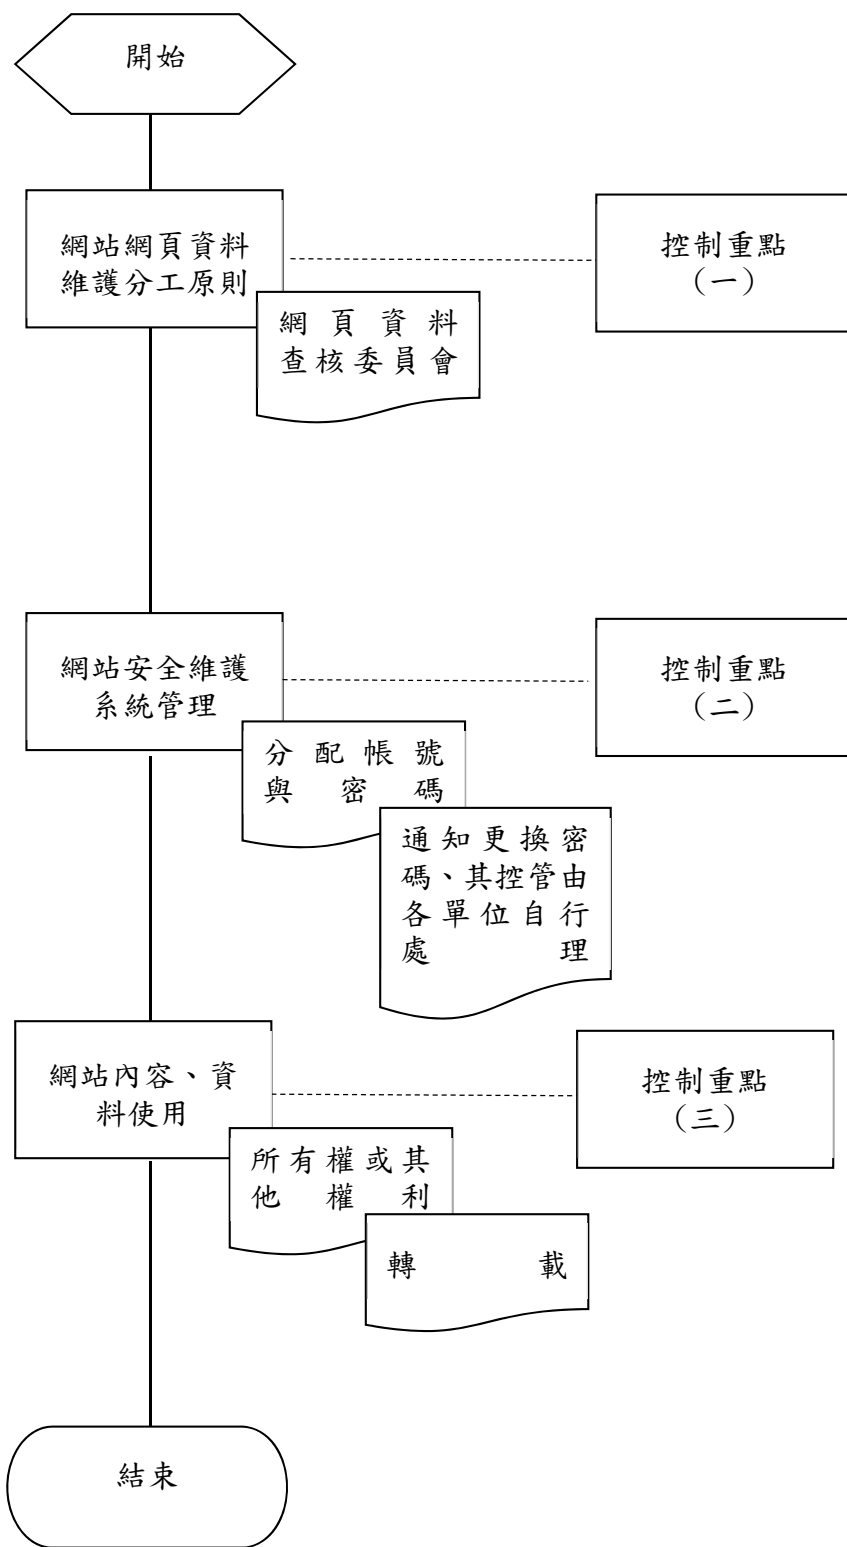 開始
網站網頁資料
維護分工原則
控制重點
（一）
網頁資料
查核委員會
網站安全維護
系統管理
控制重點
（二）
分配帳號
與密碼
通知更換密
碼、其控管由
各單位自行
處理
網站內容、資
料使用
控制重點
（三）
所有權或其
他權利
轉載
結束